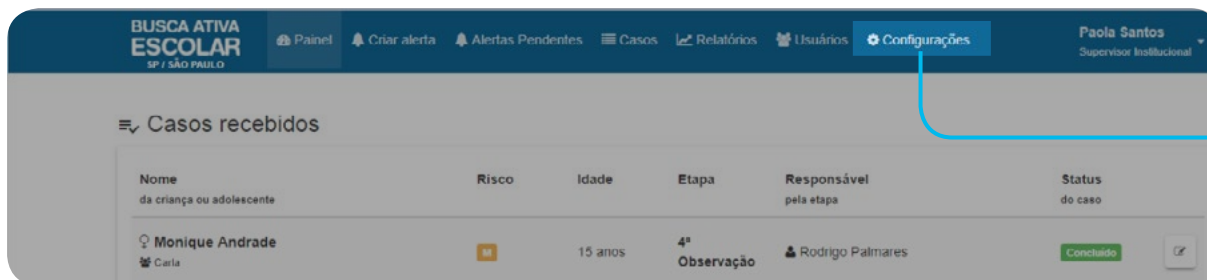 BUSCA ATIVA
ESCOLAR
SP / SÃO PAULO
Painel Criar alerta Alertas Pendentes Casos Relatórios Usuários Configurações
Paola Santos
Supervisor Institucional
Casos recebidos
Nome Risco Idade Etapa Responsável Status
da criança ou adolescente pela etapa do caso
Monique Andrade M 15 anos 4ª Observação Rodrigo Palmares Concluído
Carla